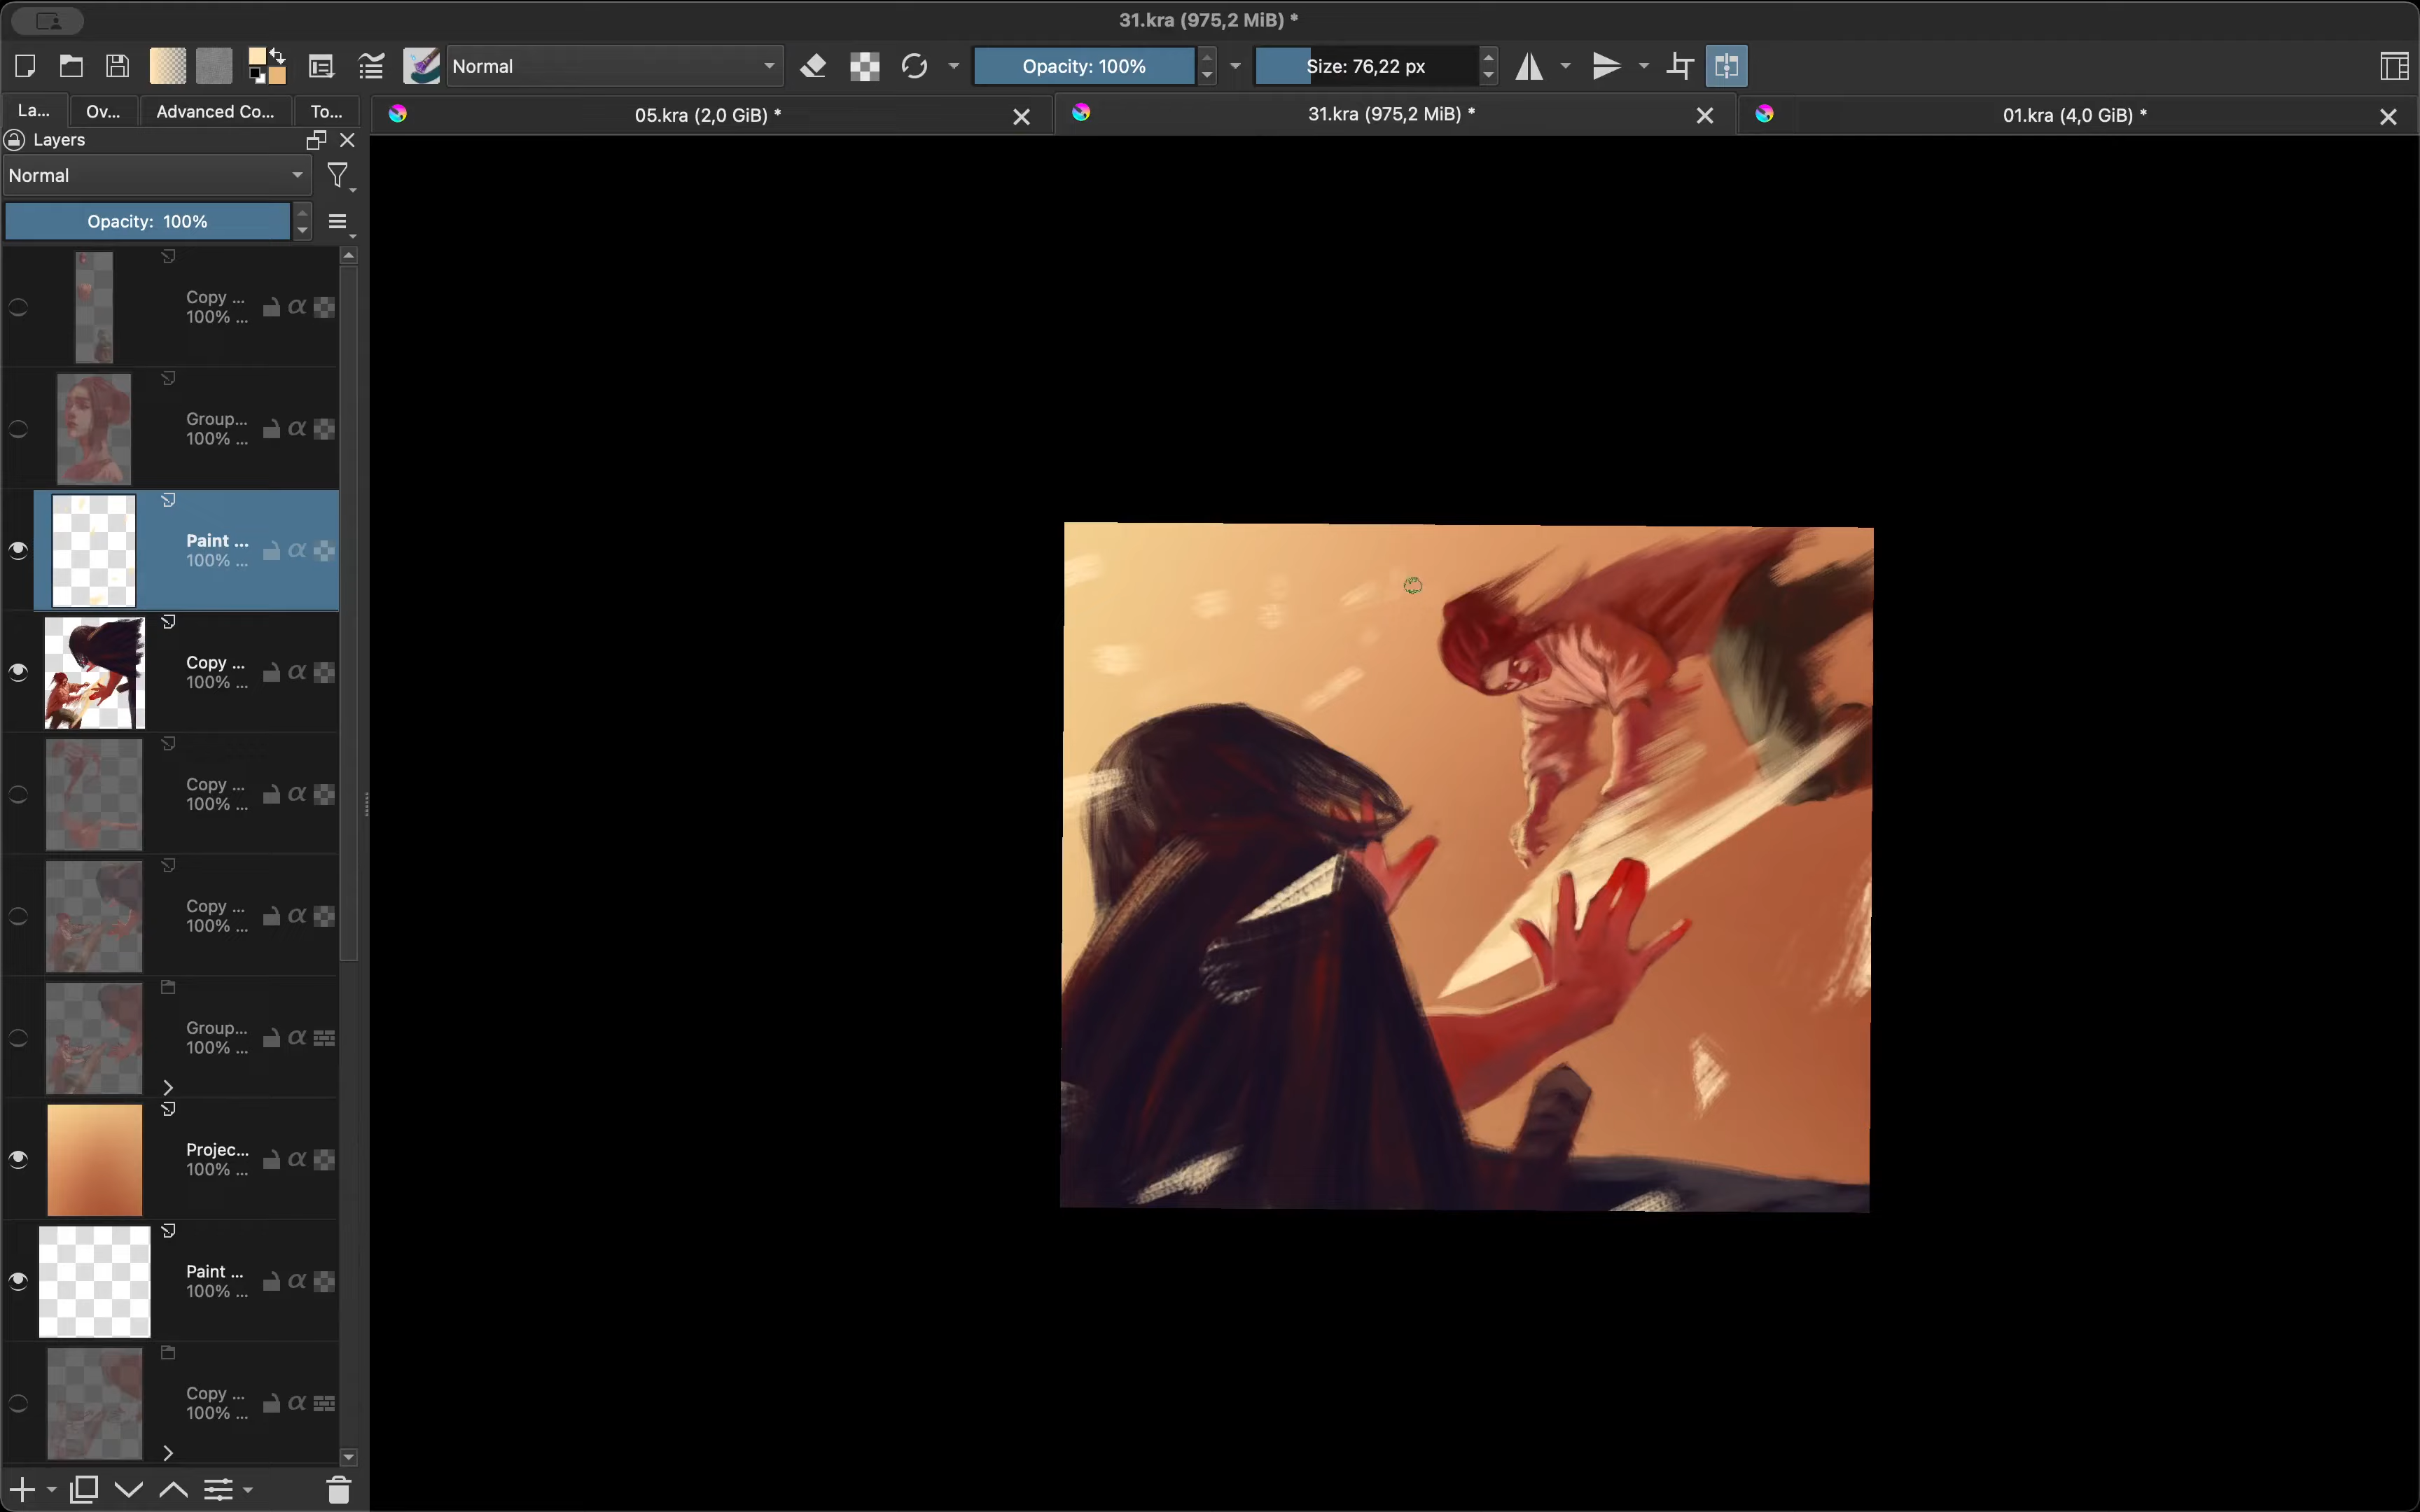 31.kra (975,2 MiB) *
Normal
Opacity: 100%
Size: 76,22 px
La...
Ov...
Advanced Co...
To...
05.kra (2,0 GiB) *
31.kra (975,2 MiB) *
01.kra (4,0 GiB) *
Layers
Normal
Opacity: 100%
Copy ...
100% ...
Group...
100% ...
Paint ...
100% ...
Copy ...
100% ...
Copy ...
100% ...
Copy ...
100% ...
Group...
100% ...
Projec...
100% ...
Paint ...
100% ...
Copy ...
100% ...